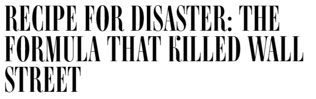 RECIPE FOR DISASTER: THE
FORMULA THAT KILLED WALL
STREET